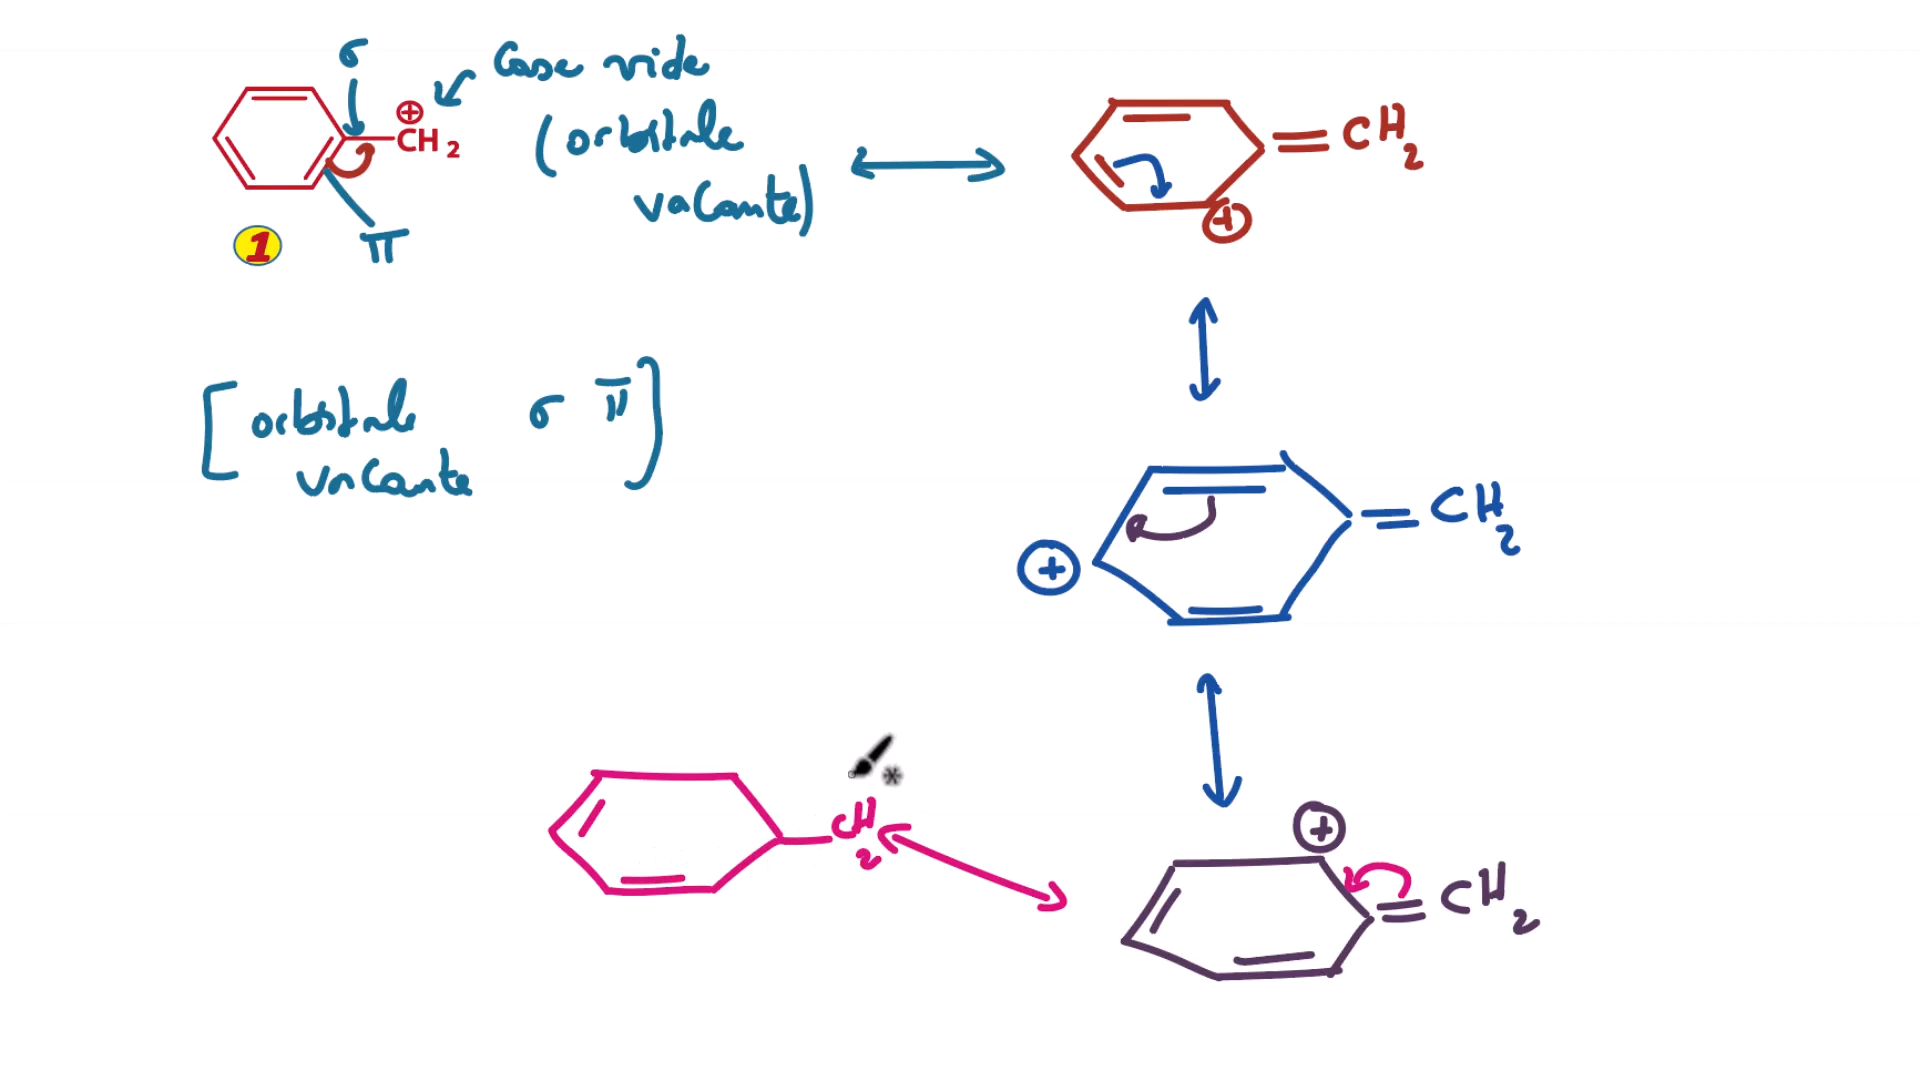 σ
Case vide
(orbitale
vacante)
⊕
CH2
1
π
=CH2
⊕
[orbitale σ π]
vacante
=CH2
⊕
CH2
⊕
=CH2